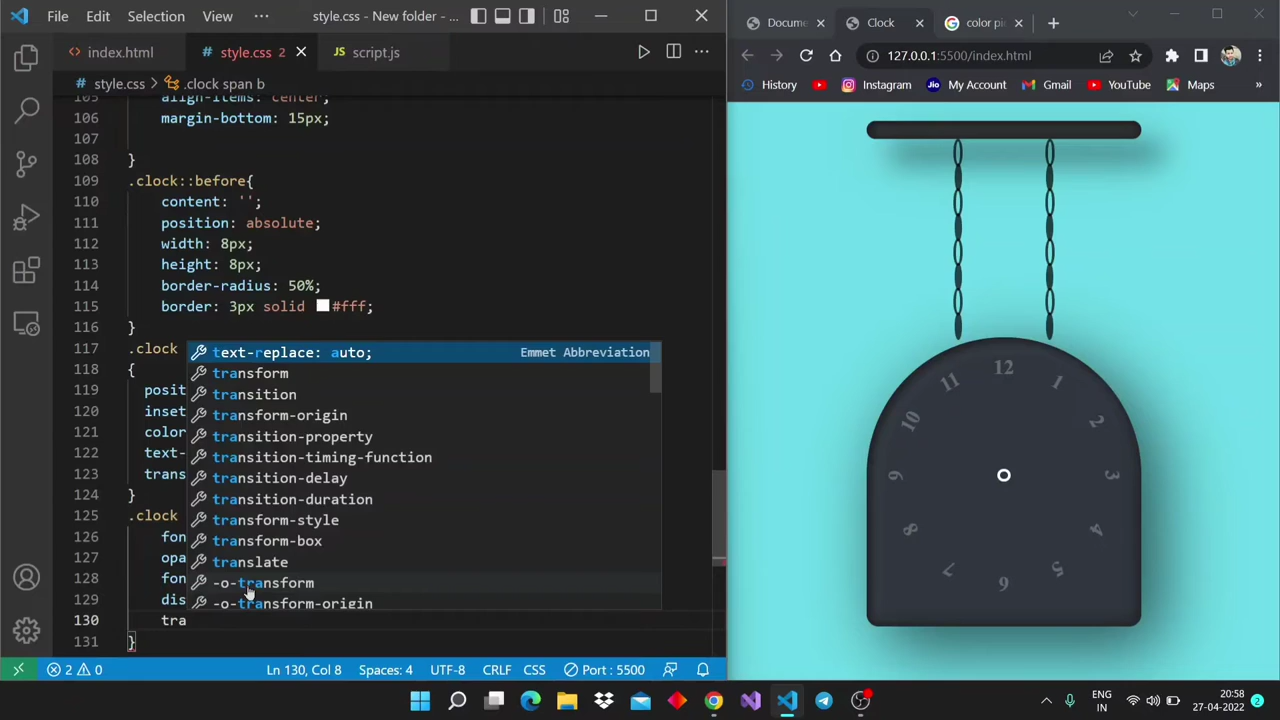 File Edit Selection View ··· style.css - New folder - ...
index.html style.css 2 script.js
style.css > .clock span b
105 align-items: center;
106 margin-bottom: 15px;
107
108 }
109 .clock::before{
110 content: '';
111 position: absolute;
112 width: 8px;
113 height: 8px;
114 border-radius: 50%;
115 border: 3px solid #fff;
116 }
117 .clock
118 {
119 posit
120 inset
121 color
122 text-
123 trans
124 }
125 .clock
126 fon
127 opa
128 fon
129 dis
130 tra
131 }
text-replace: auto; Emmet Abbreviation
transform
transition
transform-origin
transition-property
transition-timing-function
transition-delay
transition-duration
transform-style
transform-box
translate
-o-transform
-o-transform-origin
2 0 Ln 130, Col 8 Spaces: 4 UTF-8 CRLF CSS Port : 5500
Docume Clock color pic
127.0.0.1:5500/index.html
History Instagram Jio My Account Gmail YouTube Maps »
12
11 1
10 2
9 3
8 4
7 5
6
ENG
IN
20:58
27-04-2022
2